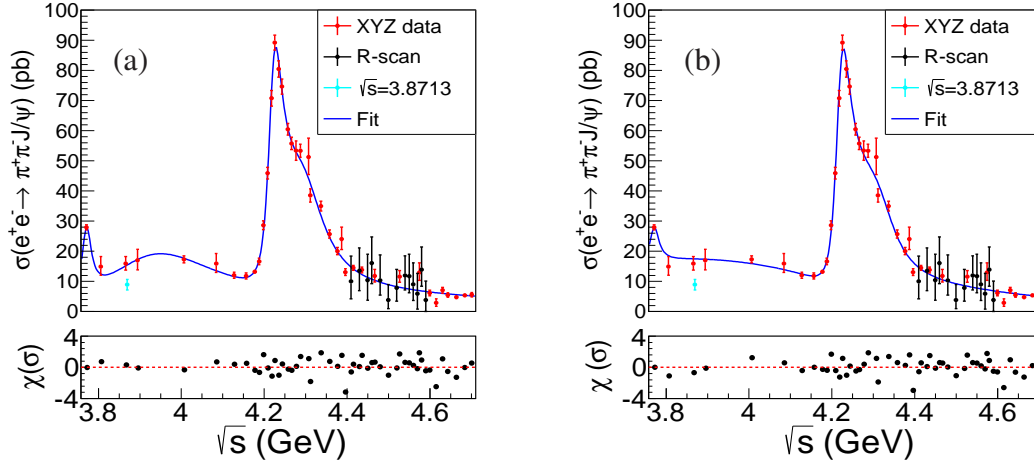 σ(e⁺e⁻→ π⁺π⁻J/ψ) (pb)
100
90
80
70
60
50
40
30
20
10
0
(a)
XYZ data
R-scan
√s=3.8713
Fit
χ(σ)
4
0
-4
3.8 4 4.2 4.4 4.6
√s (GeV)
σ(e⁺e⁻→ π⁺π⁻J/ψ) (pb)
100
90
80
70
60
50
40
30
20
10
0
(b)
XYZ data
R-scan
√s=3.8713
Fit
χ (σ)
4
0
-4
3.8 4 4.2 4.4 4.6
√s (GeV)